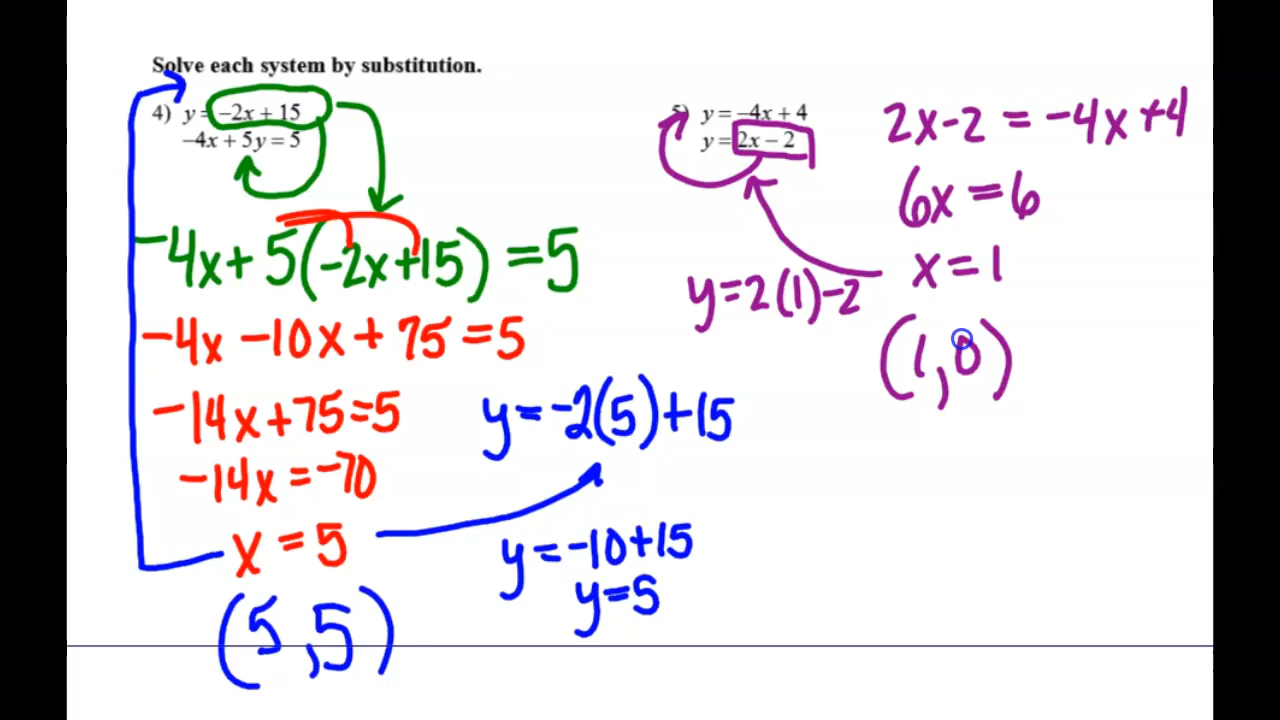 Solve each system by substitution.
4) y = -2x + 15
-4x + 5y = 5
-4x + 5(-2x+15) = 5
-4x -10x + 75 = 5
-14x+75=5
-14x = -70
x = 5
(5,5)
y=-2(5)+15
y=-10+15
y=5
5) y = -4x + 4
y = 2x - 2
2x-2 = -4x+4
6x = 6
x = 1
y=2(1)-2
(1,0)